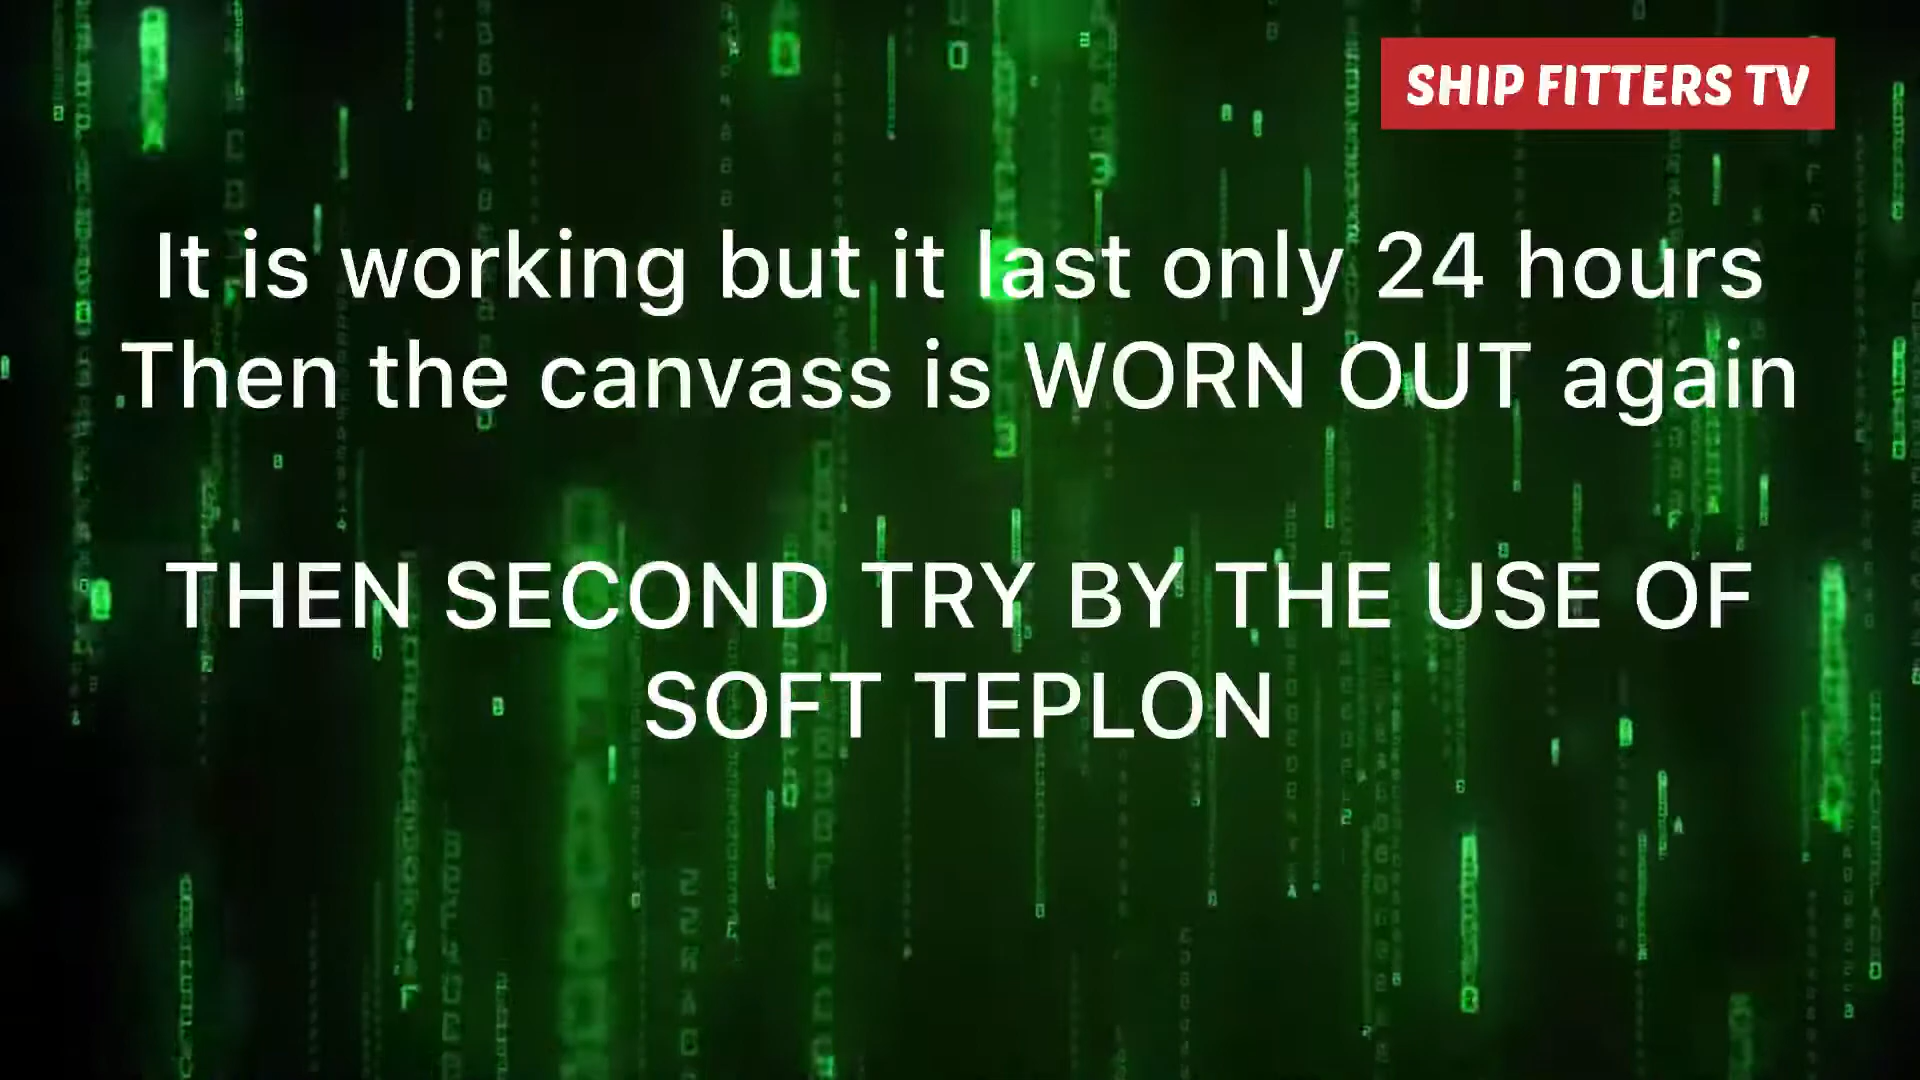 SHIP FITTERS TV
It is working but it last only 24 hours
Then the canvass is WORN OUT again
THEN SECOND TRY BY THE USE OF
SOFT TEPLON